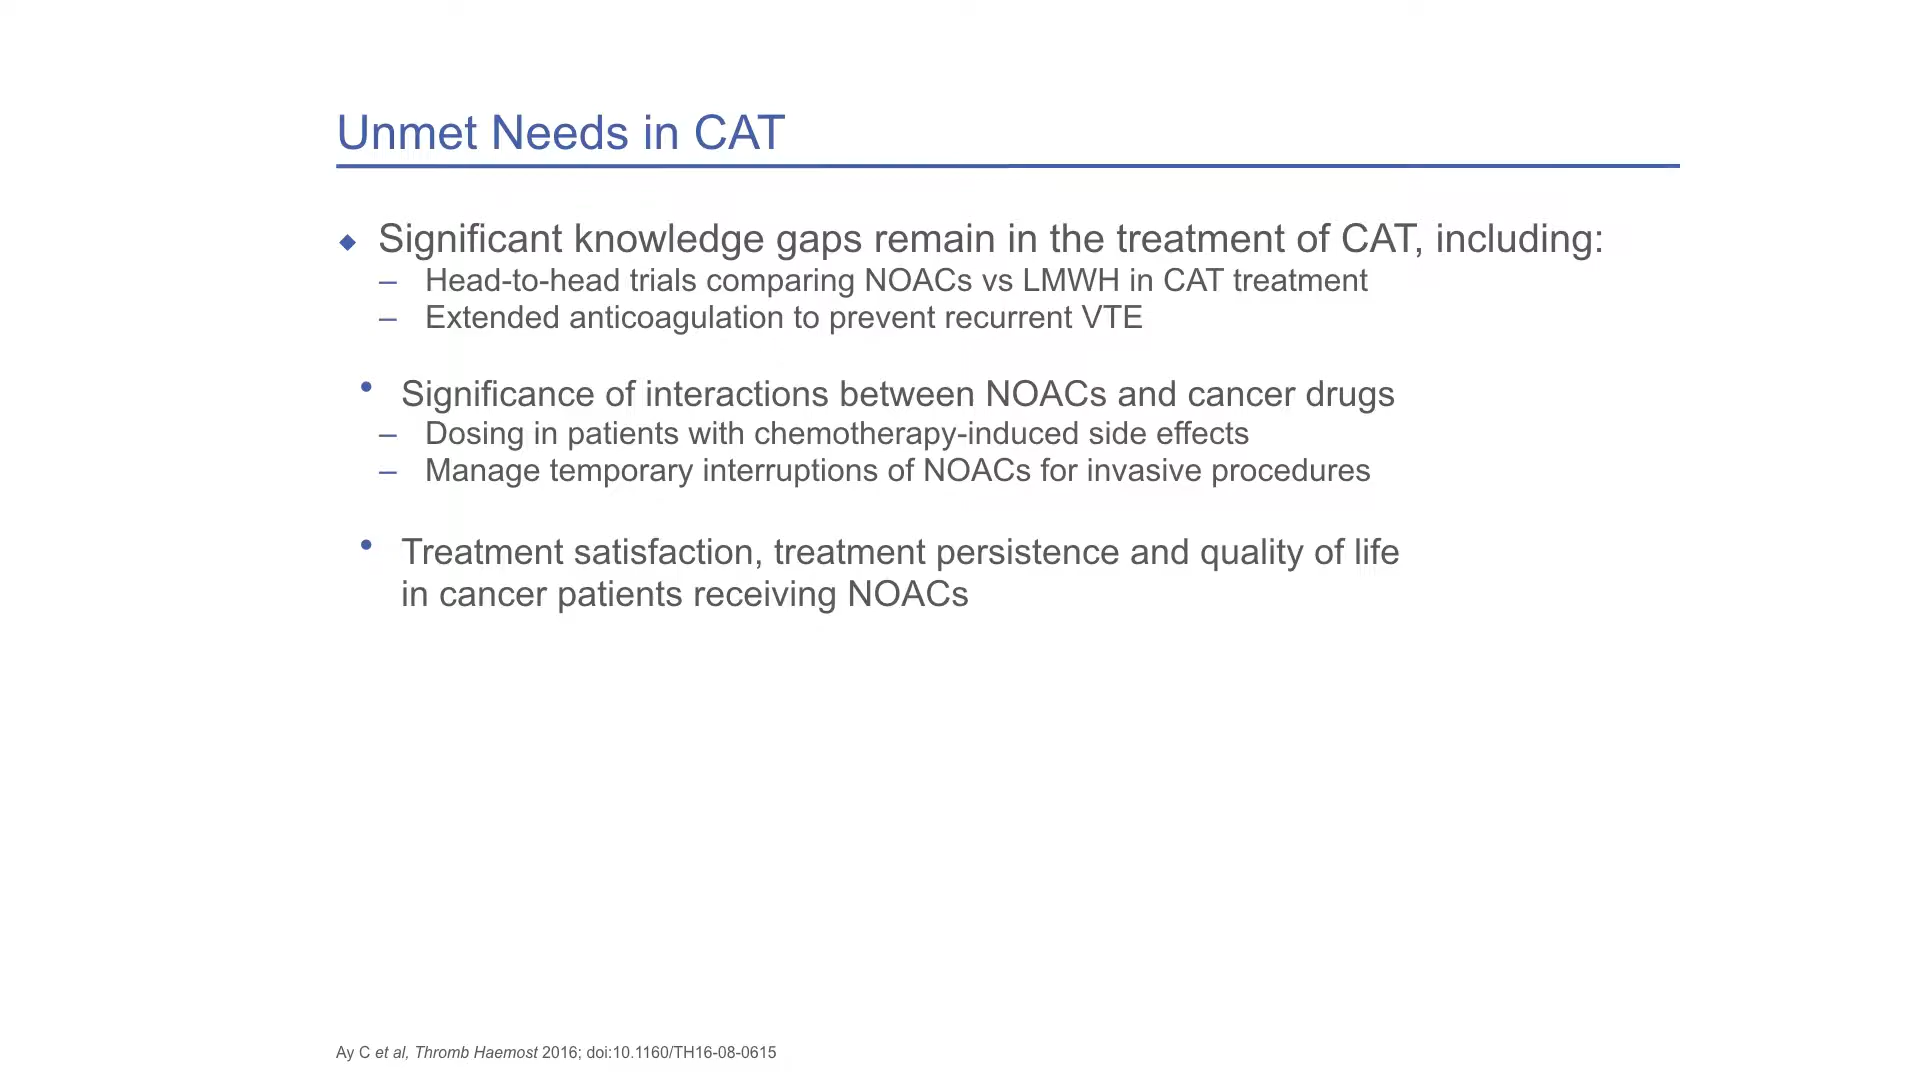 Unmet Needs in CAT
◆ Significant knowledge gaps remain in the treatment of CAT, including:
– Head-to-head trials comparing NOACs vs LMWH in CAT treatment
– Extended anticoagulation to prevent recurrent VTE
• Significance of interactions between NOACs and cancer drugs
– Dosing in patients with chemotherapy-induced side effects
– Manage temporary interruptions of NOACs for invasive procedures
• Treatment satisfaction, treatment persistence and quality of life
in cancer patients receiving NOACs
Ay C et al, Thromb Haemost 2016; doi:10.1160/TH16-08-0615